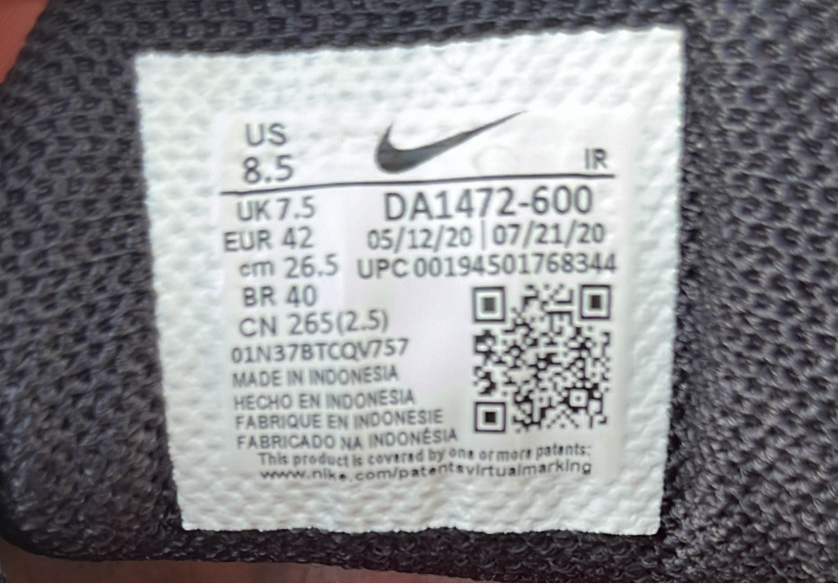 US
8.5
IR
UK 7.5
DA1472-600
EUR 42
05/12/20 | 07/21/20
cm 26.5
UPC 00194501768344
BR 40
CN 265(2.5)
01N37BTCQV757
MADE IN INDONESIA
HECHO EN INDONESIA
FABRIQUE EN INDONESIE
FABRICADO NA INDONÉSIA
This product is covered by one or more patents:
www.nike.com/patentsvirtualmarking